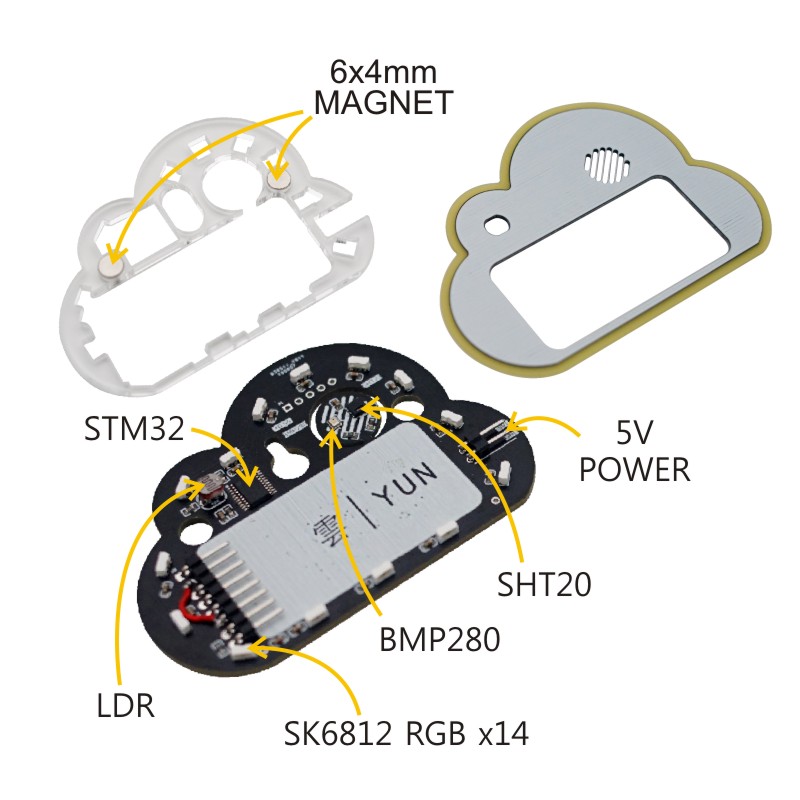 6x4mm
MAGNET
STM32
5V
POWER
雲 | YUN
SHT20
BMP280
LDR
SK6812 RGB x14